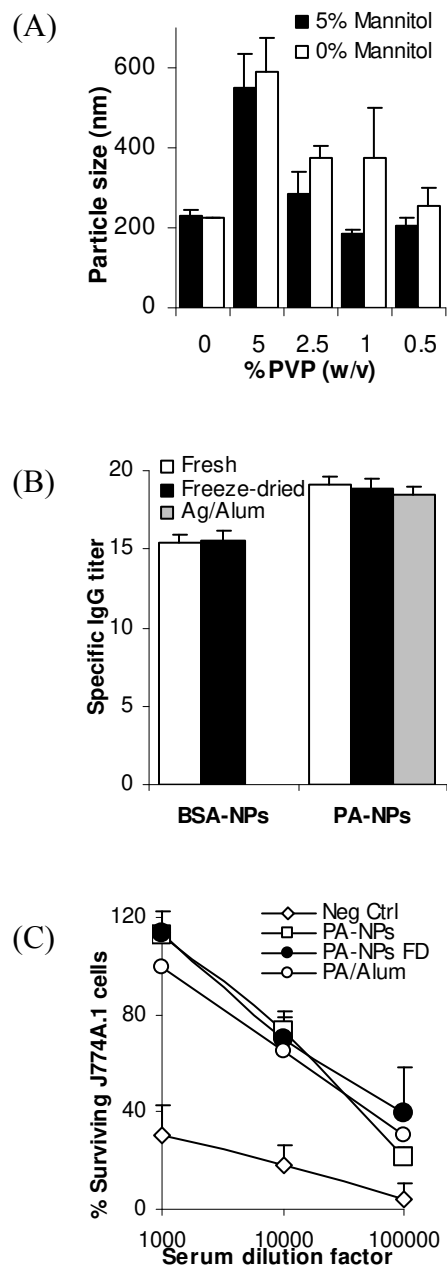 (A)
5% Mannitol
0% Mannitol
Particle size (nm)
600
400
200
0
0 5 2.5 1 0.5
%PVP (w/v)
(B)
Fresh
Freeze-dried
Ag/Alum
Specific IgG titer
20
15
10
5
0
BSA-NPs PA-NPs
(C)
Neg Ctrl
PA-NPs
PA-NPs FD
PA/Alum
% Surviving J774A.1 cells
120
80
40
0
1000 10000 100000
Serum dilution factor